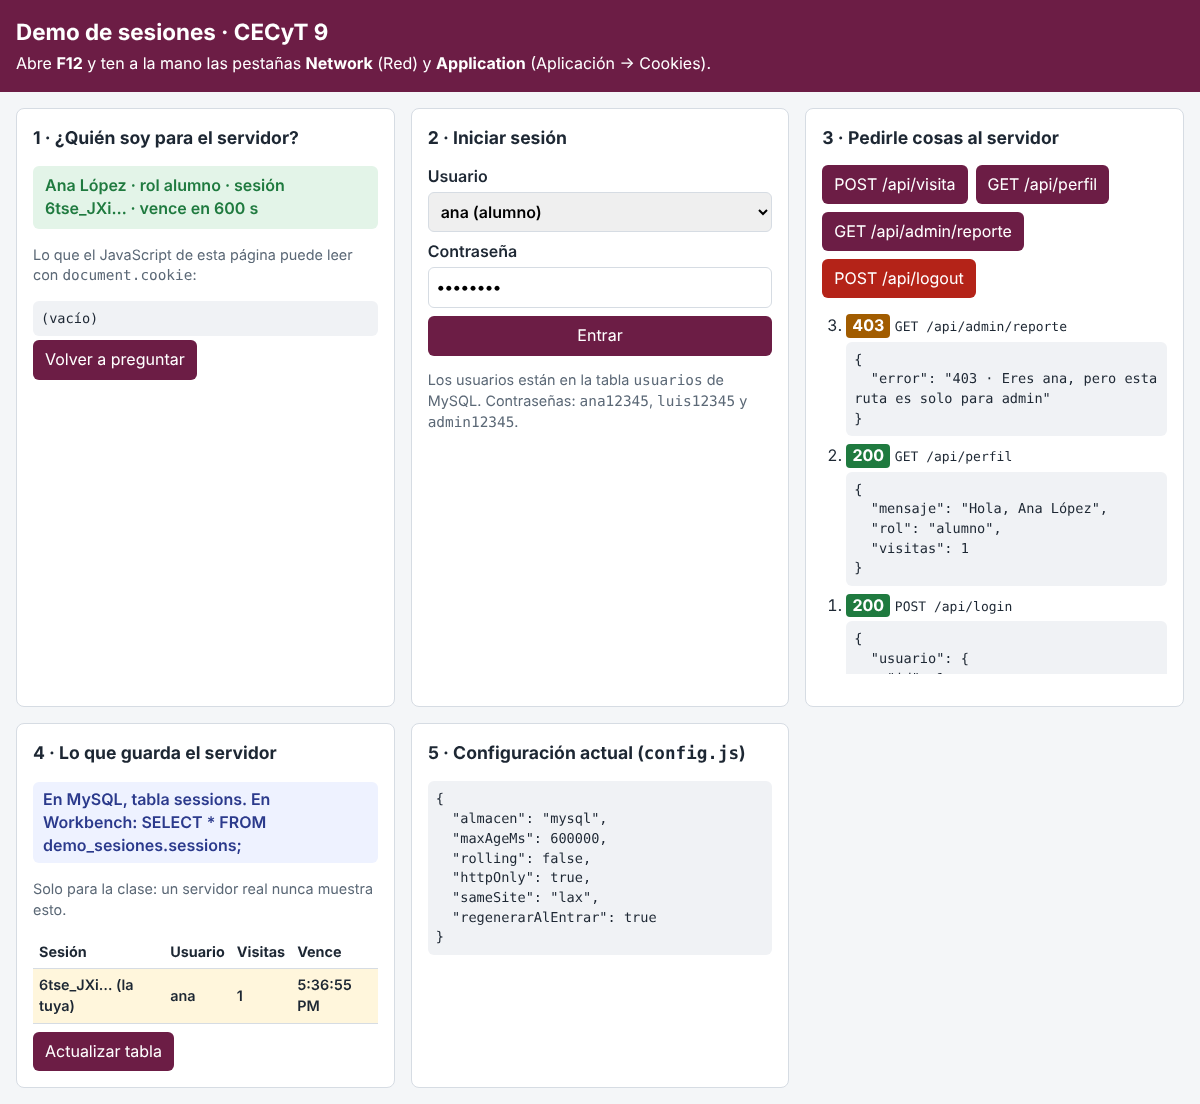 Demo de sesiones · CECyT 9
Abre F12 y ten a la mano las pestañas Network (Red) y Application (Aplicación → Cookies).
1 · ¿Quién soy para el servidor?
Ana López · rol alumno · sesión
6tse_JXi… · vence en 600 s
Lo que el JavaScript de esta página puede leer
con document.cookie:
(vacío)
Volver a preguntar
2 · Iniciar sesión
Usuario
ana (alumno)
Contraseña
••••••••
Entrar
Los usuarios están en la tabla usuarios de
MySQL. Contraseñas: ana12345, luis12345 y
admin12345.
3 · Pedirle cosas al servidor
POST /api/visita
GET /api/perfil
GET /api/admin/reporte
POST /api/logout
3. 403 GET /api/admin/reporte
{
"error": "403 · Eres ana, pero esta
ruta es solo para admin"
}
2. 200 GET /api/perfil
{
"mensaje": "Hola, Ana López",
"rol": "alumno",
"visitas": 1
}
1. 200 POST /api/login
{
"usuario": {
4 · Lo que guarda el servidor
En MySQL, tabla sessions. En
Workbench: SELECT * FROM
demo_sesiones.sessions;
Solo para la clase: un servidor real nunca muestra
esto.
Sesión Usuario Visitas Vence
6tse_JXi… (la
tuya) ana 1 5:36:55
PM
Actualizar tabla
5 · Configuración actual (config.js)
{
"almacen": "mysql",
"maxAgeMs": 600000,
"rolling": false,
"httpOnly": true,
"sameSite": "lax",
"regenerarAlEntrar": true
}